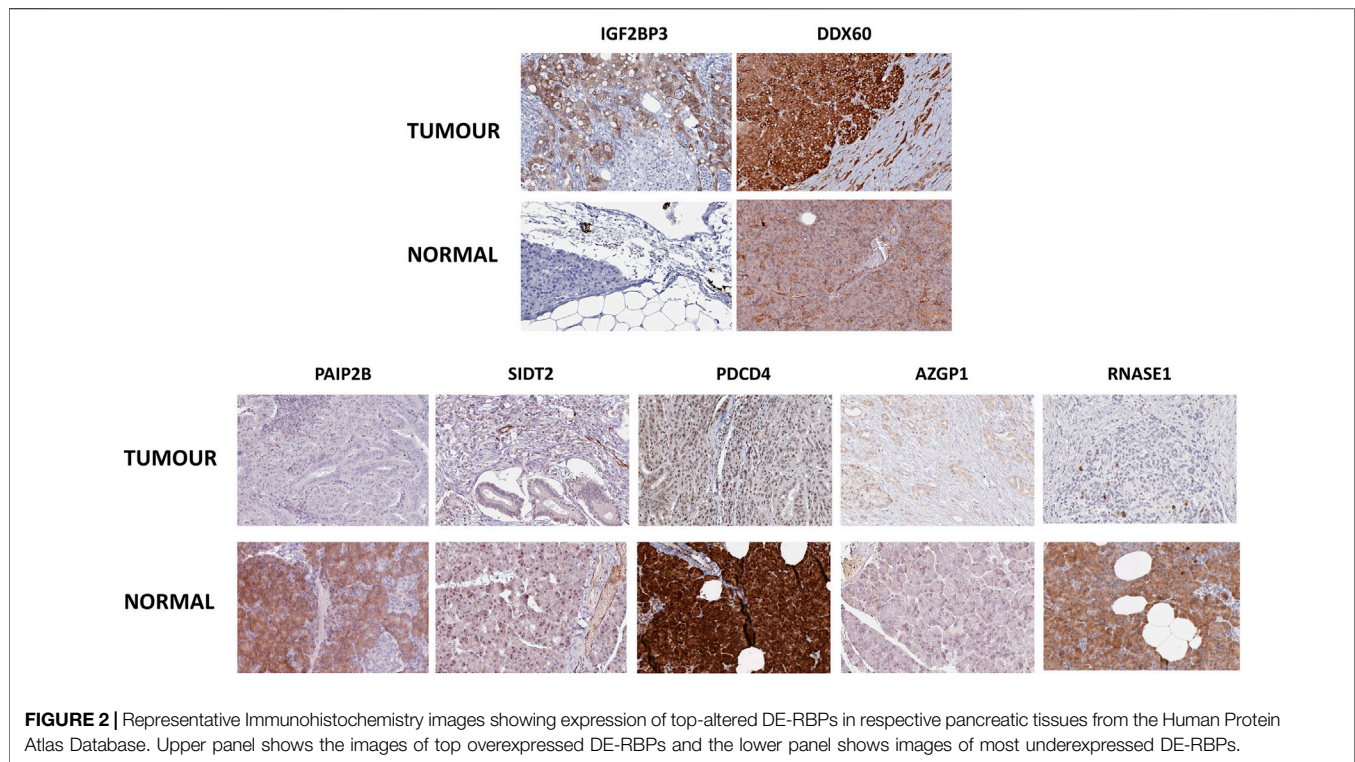 IGF2BP3 DDX60
TUMOUR
NORMAL
PAIP2B SIDT2 PDCD4 AZGP1 RNASE1
TUMOUR
NORMAL
FIGURE 2 | Representative Immunohistochemistry images showing expression of top-altered DE-RBPs in respective pancreatic tissues from the Human Protein
Atlas Database. Upper panel shows the images of top overexpressed DE-RBPs and the lower panel shows images of most underexpressed DE-RBPs.